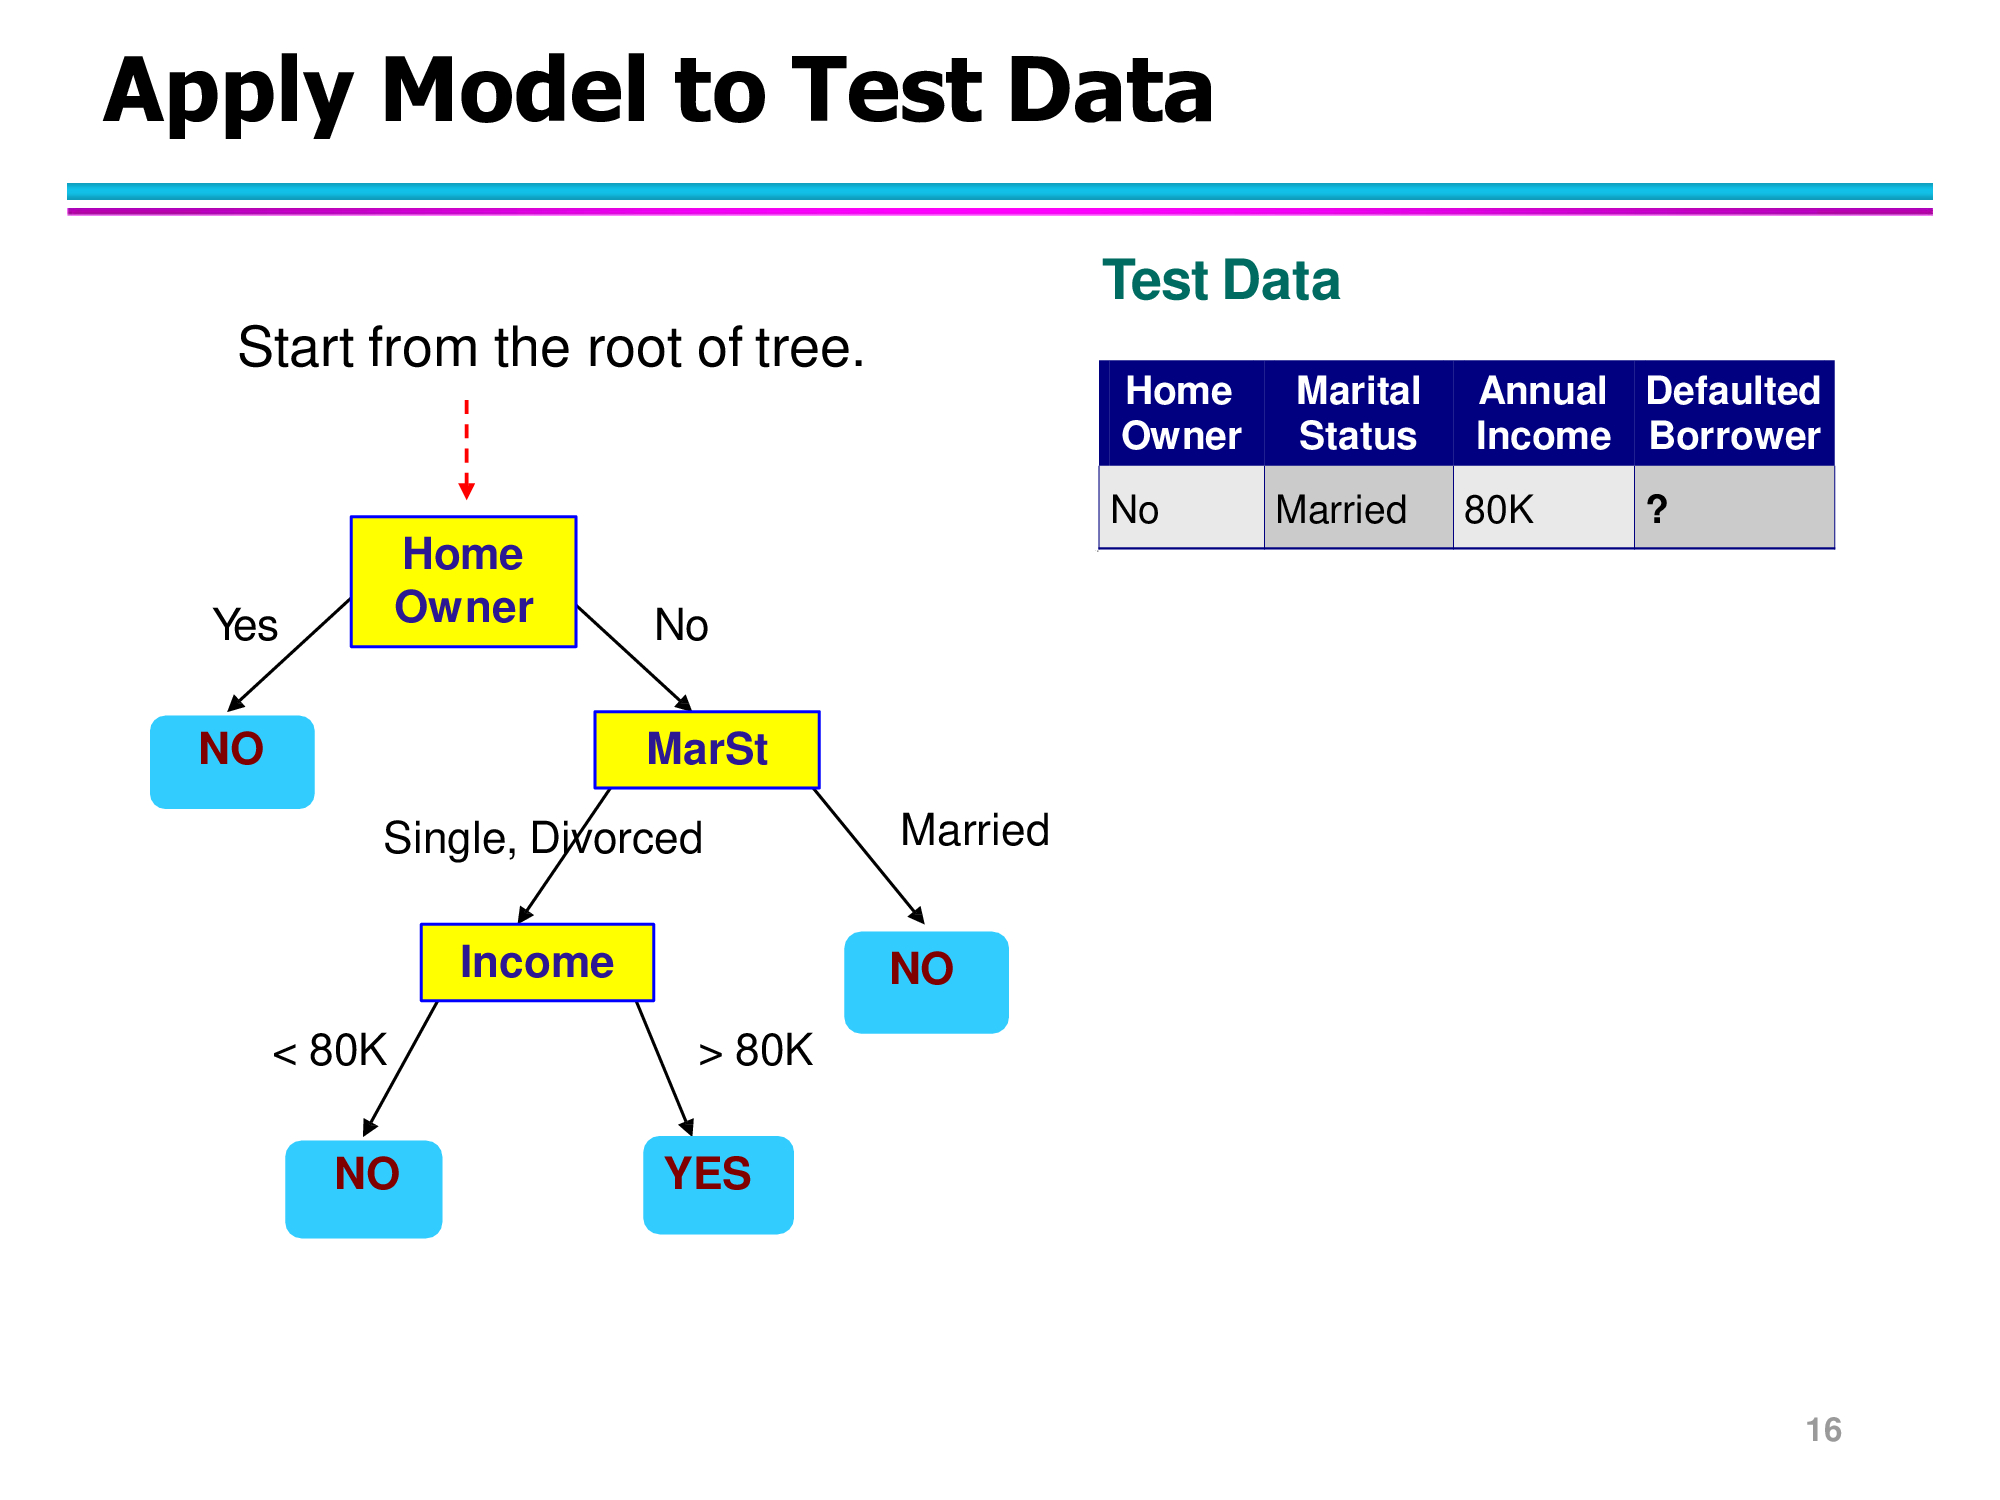 Apply Model to Test Data
Test Data
Start from the root of tree.
Home Marital Annual Defaulted
Owner Status Income Borrower
No Married 80K ?
Home
Owner
Yes
No
NO
MarSt
Single, Divorced
Married
Income
NO
< 80K
> 80K
NO
YES
16